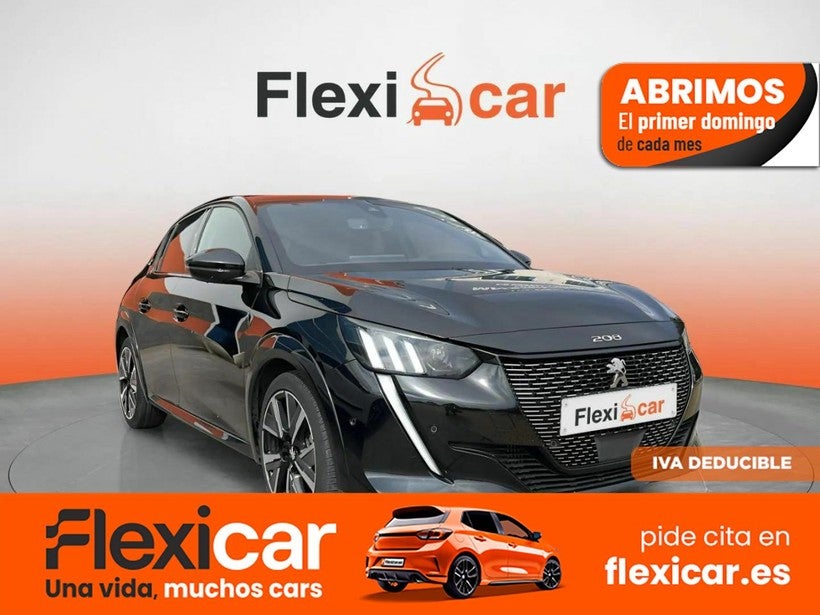 Flexicar
ABRIMOS
El primer domingo
de cada mes
208
Flexicar
IVA DEDUCIBLE
Flexicar
Una vida, muchos cars
pide cita en
flexicar.es